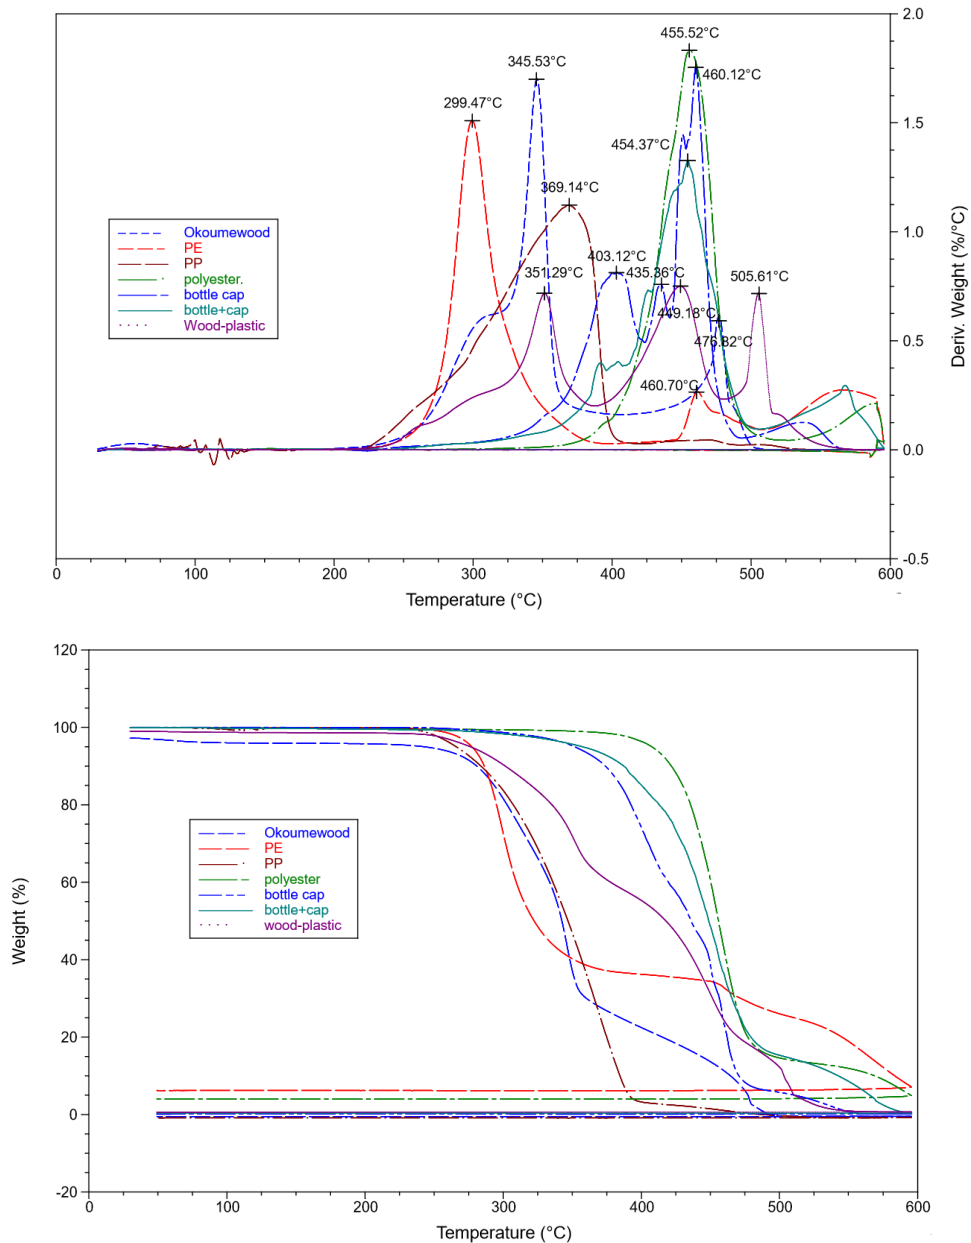 2.0
455.52°C
345.53°C
460.12°C
299.47°C
1.5
454.37°C
369.14°C
Okoumewood
PE
PP
polyester.
bottle cap
bottle+cap
Wood-plastic
1.0
403.12°C
351.29°C
435.36°C
505.61°C
449.18°C
476.82°C
0.5
460.70°C
0.0
-0.5
Deriv. Weight (%/°C)
0 100 200 300 400 500 600
Temperature (°C)
120
100
80
60
40
20
0
-20
Weight (%)
Okoumewood
PE
PP
polyester
bottle cap
bottle+cap
wood-plastic
0 100 200 300 400 500 600
Temperature (°C)